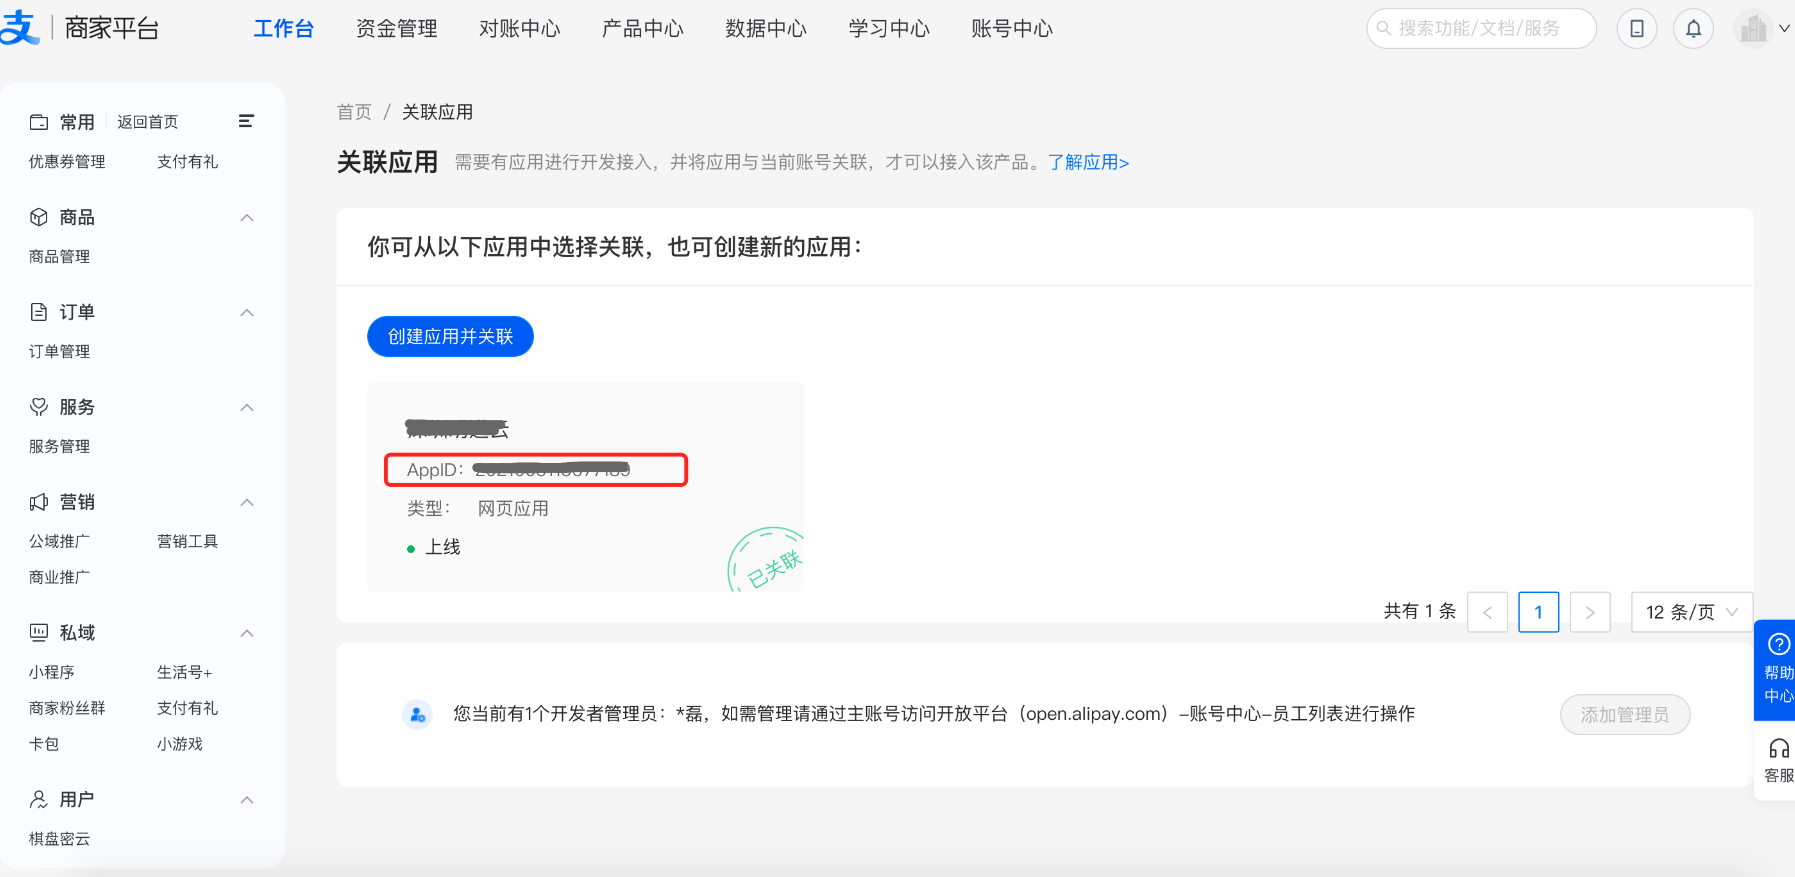 支 商家平台
工作台 资金管理 对账中心 产品中心 数据中心 学习中心 账号中心
搜索功能/文档/服务
常用 返回首页
优惠券管理 支付有礼
商品
商品管理
订单
订单管理
服务
服务管理
营销
公域推广 营销工具
商业推广
私域
小程序 生活号+
商家粉丝群 支付有礼
卡包 小游戏
用户
棋盘密云
首页 / 关联应用
关联应用 需要有应用进行开发接入，并将应用与当前账号关联，才可以接入该产品。了解应用>
你可从以下应用中选择关联，也可创建新的应用：
创建应用并关联
AppID：
类型： 网页应用
上线
已关联
共有 1 条 < 1 > 12 条/页
您当前有1个开发者管理员：*磊，如需管理请通过主账号访问开放平台（open.alipay.com）-账号中心-员工列表进行操作
添加管理员
帮助
中心
客服